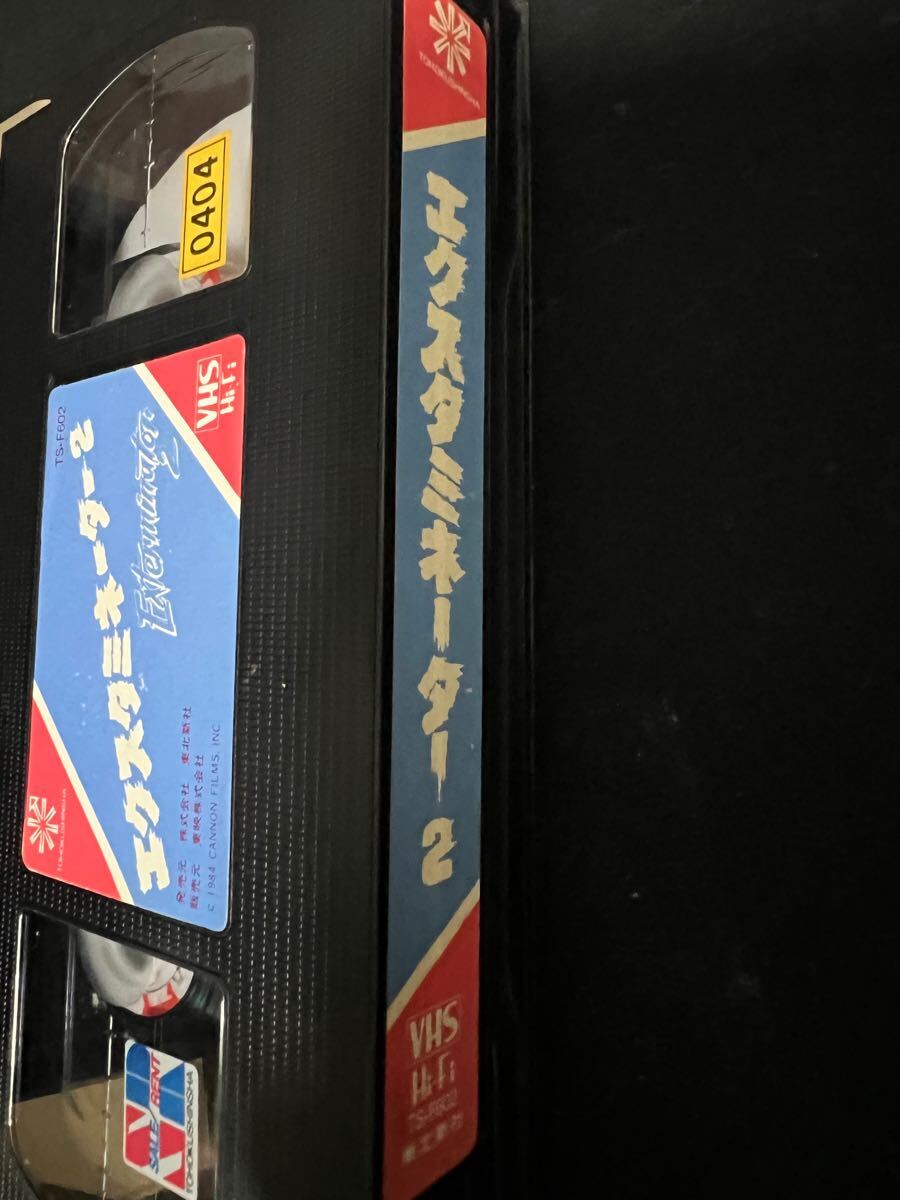 TOHOKUSHINSHA
エクスタミネーター 2
VHS
Hi-Fi
TS-F602
東北新社
0404
TS-F602
VHS
Hi-Fi
エクスタミネーター2
Exterminator 2
TOHOKUSHINSHA
発売元 株式会社 東北新社
販売元 東映株式会社
© 1984 CANNON FILMS, INC.
SALE/RENT
TOHOKUSHINSHA